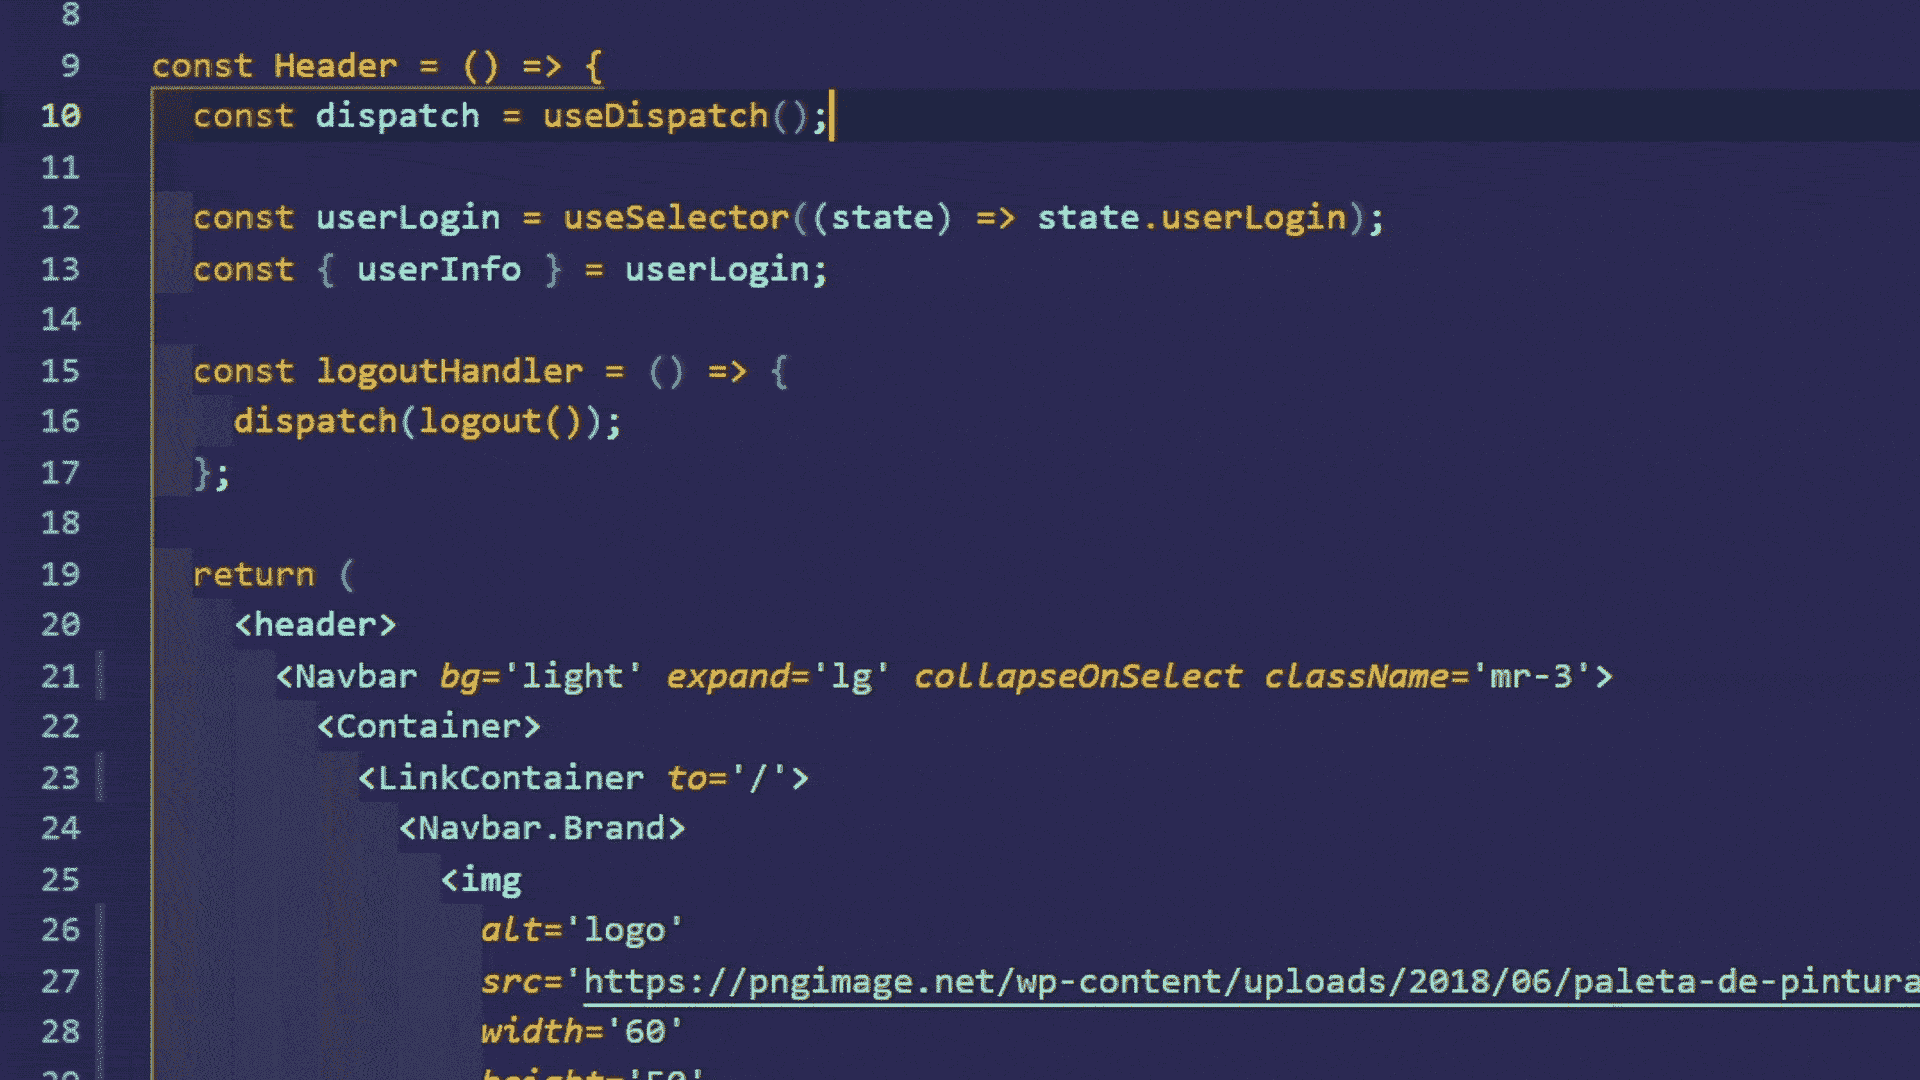 8
9 const Header = () => {
10 const dispatch = useDispatch();
11
12 const userLogin = useSelector((state) => state.userLogin);
13 const { userInfo } = userLogin;
14
15 const logoutHandler = () => {
16 dispatch(logout());
17 };
18
19 return (
20 <header>
21 <Navbar bg='light' expand='lg' collapseOnSelect className='mr-3'>
22 <Container>
23 <LinkContainer to='/'>
24 <Navbar.Brand>
25 <img
26 alt='logo'
27 src='https://pngimage.net/wp-content/uploads/2018/06/paleta-de-pintura
28 width='60'
29 height='50'